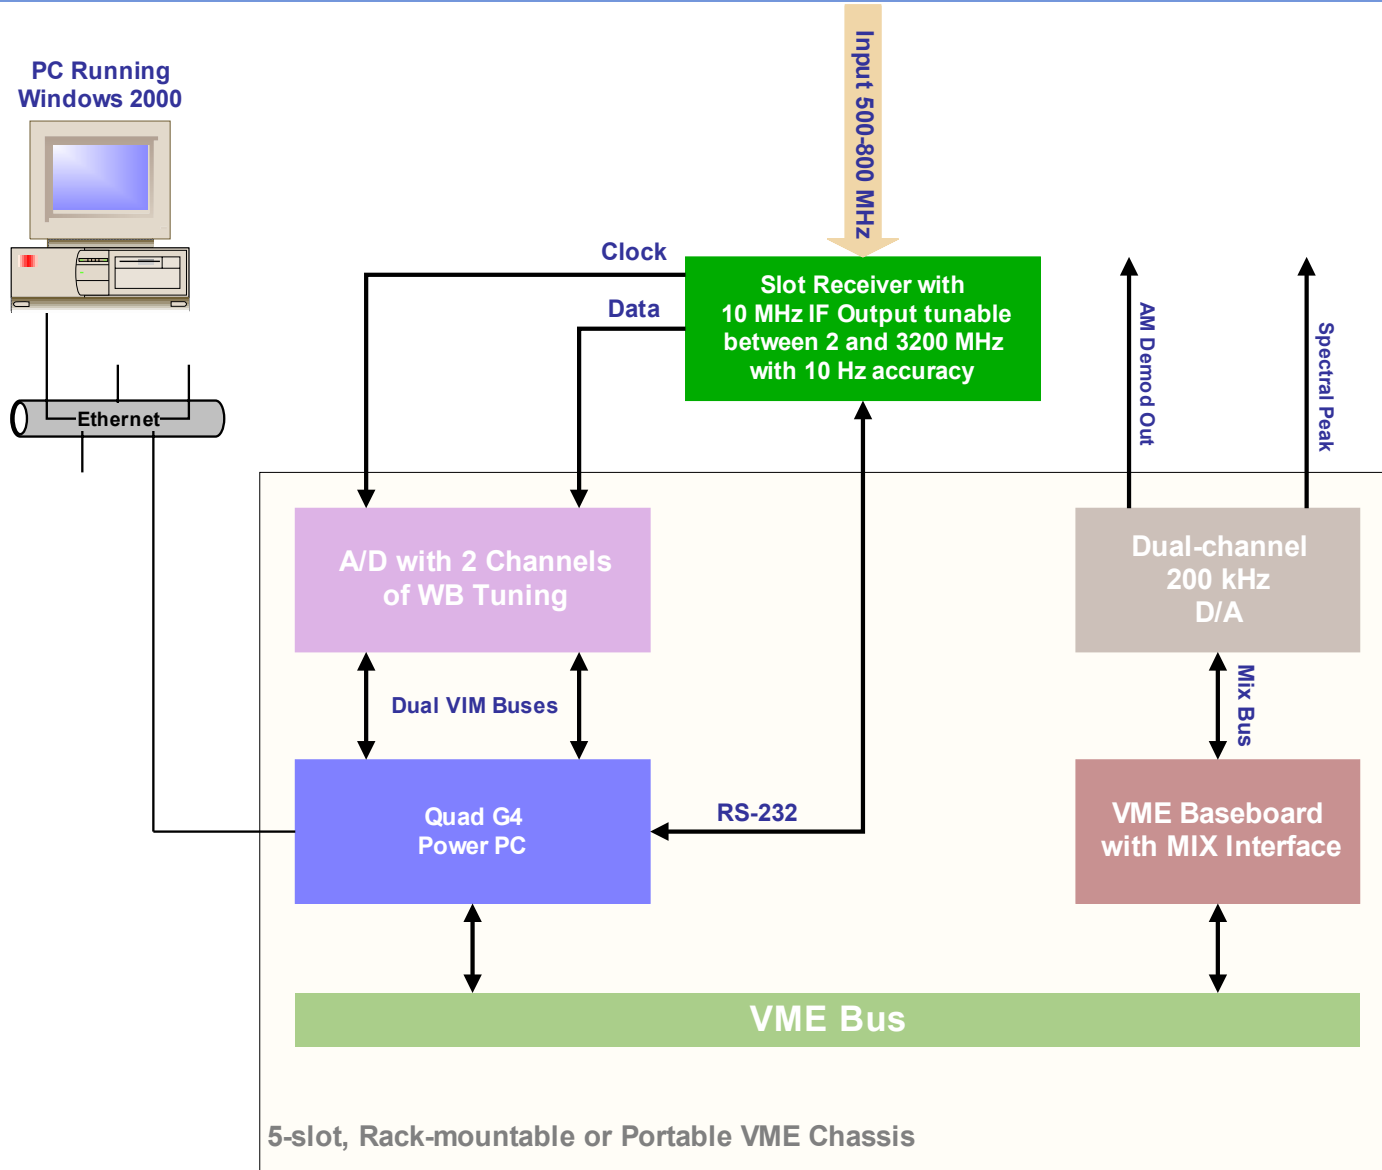 PC Running
Windows 2000
Input 500-800 MHz
Clock
Data
Slot Receiver with
10 MHz IF Output tunable
between 2 and 3200 MHz
with 10 Hz accuracy
AM Demod Out
Spectral Peak
Ethernet
A/D with 2 Channels
of WB Tuning
Dual-channel
200 kHz
D/A
Dual VIM Buses
Mix Bus
Quad G4
Power PC
RS-232
VME Baseboard
with MIX Interface
VME Bus
5-slot, Rack-mountable or Portable VME Chassis